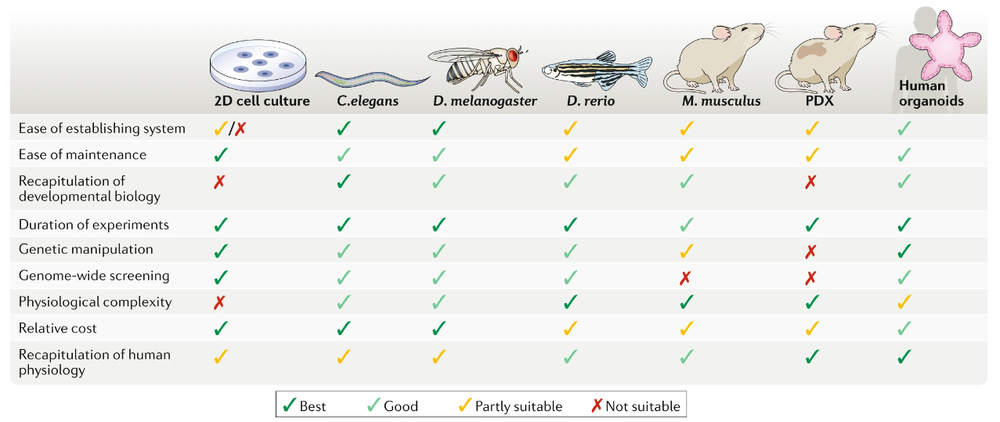 2D cell culture
C.elegans
D. melanogaster
D. rerio
M. musculus
PDX
Human
organoids
Ease of establishing system
✓/✗ ✓ ✓ ✓ ✓ ✓ ✓
Ease of maintenance
✓ ✓ ✓ ✓ ✓ ✓ ✓
Recapitulation of
developmental biology
✗ ✓ ✓ ✓ ✓ ✗ ✓
Duration of experiments
✓ ✓ ✓ ✓ ✓ ✓ ✓
Genetic manipulation
✓ ✓ ✓ ✓ ✓ ✗ ✓
Genome-wide screening
✓ ✓ ✓ ✓ ✗ ✗ ✓
Physiological complexity
✗ ✓ ✓ ✓ ✓ ✓ ✓
Relative cost
✓ ✓ ✓ ✓ ✓ ✓ ✓
Recapitulation of human
physiology
✓ ✓ ✓ ✓ ✓ ✓ ✓
✓ Best
✓ Good
✓ Partly suitable
✗ Not suitable